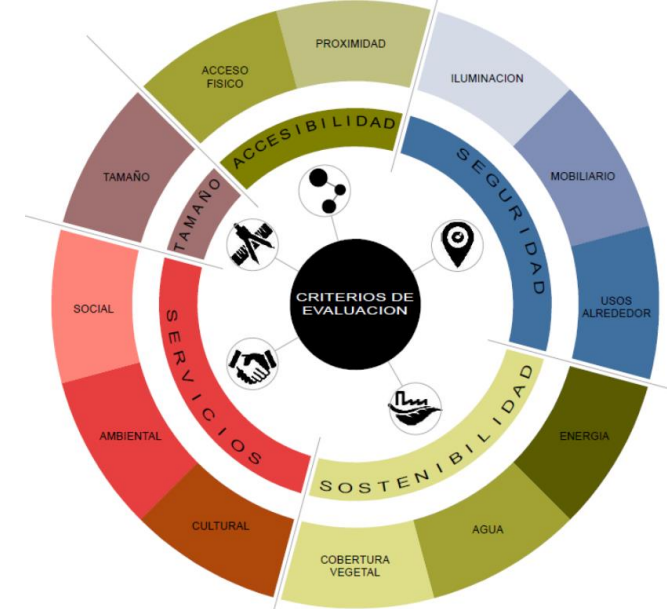 PROXIMIDAD
ACCESO
FISICO
ILUMINACION
ACCESIBILIDAD
SEGURIDAD
TAMAÑO
TAMAÑO
MOBILIARIO
CRITERIOS DE
EVALUACION
SOCIAL
USOS
ALREDEDOR
SERVICIOS
SOSTENIBILIDAD
AMBIENTAL
ENERGIA
CULTURAL
AGUA
COBERTURA
VEGETAL